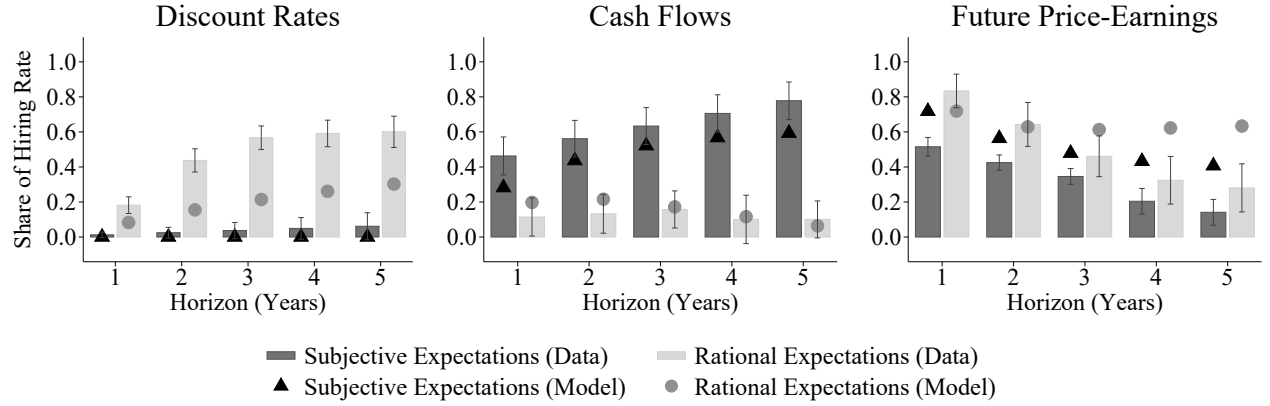 Discount Rates
Cash Flows
Future Price-Earnings
Share of Hiring Rate
1.0
0.8
0.6
0.4
0.2
0.0
1 2 3 4 5
Horizon (Years)
1.0
0.8
0.6
0.4
0.2
0.0
1 2 3 4 5
Horizon (Years)
1.0
0.8
0.6
0.4
0.2
0.0
1 2 3 4 5
Horizon (Years)
Subjective Expectations (Data) Rational Expectations (Data)
Subjective Expectations (Model) Rational Expectations (Model)